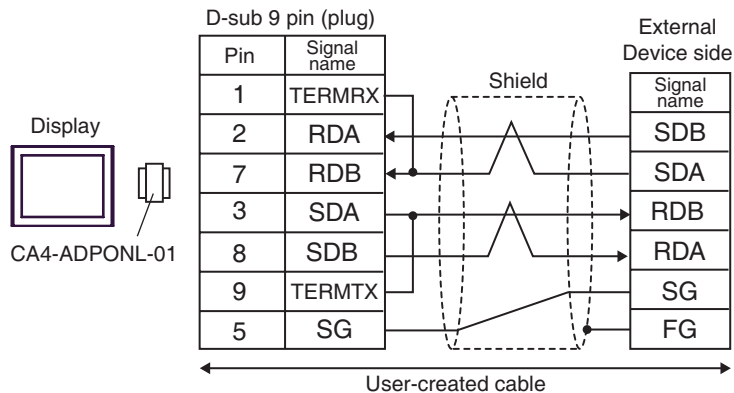 D-sub 9 pin (plug)
External
Device side
Pin
Signal
name
Shield
Signal
name
1
TERMRX
Display
2
RDA
SDB
7
RDB
SDA
3
SDA
RDB
CA4-ADPONL-01
8
SDB
RDA
9
TERMTX
SG
5
SG
FG
User-created cable